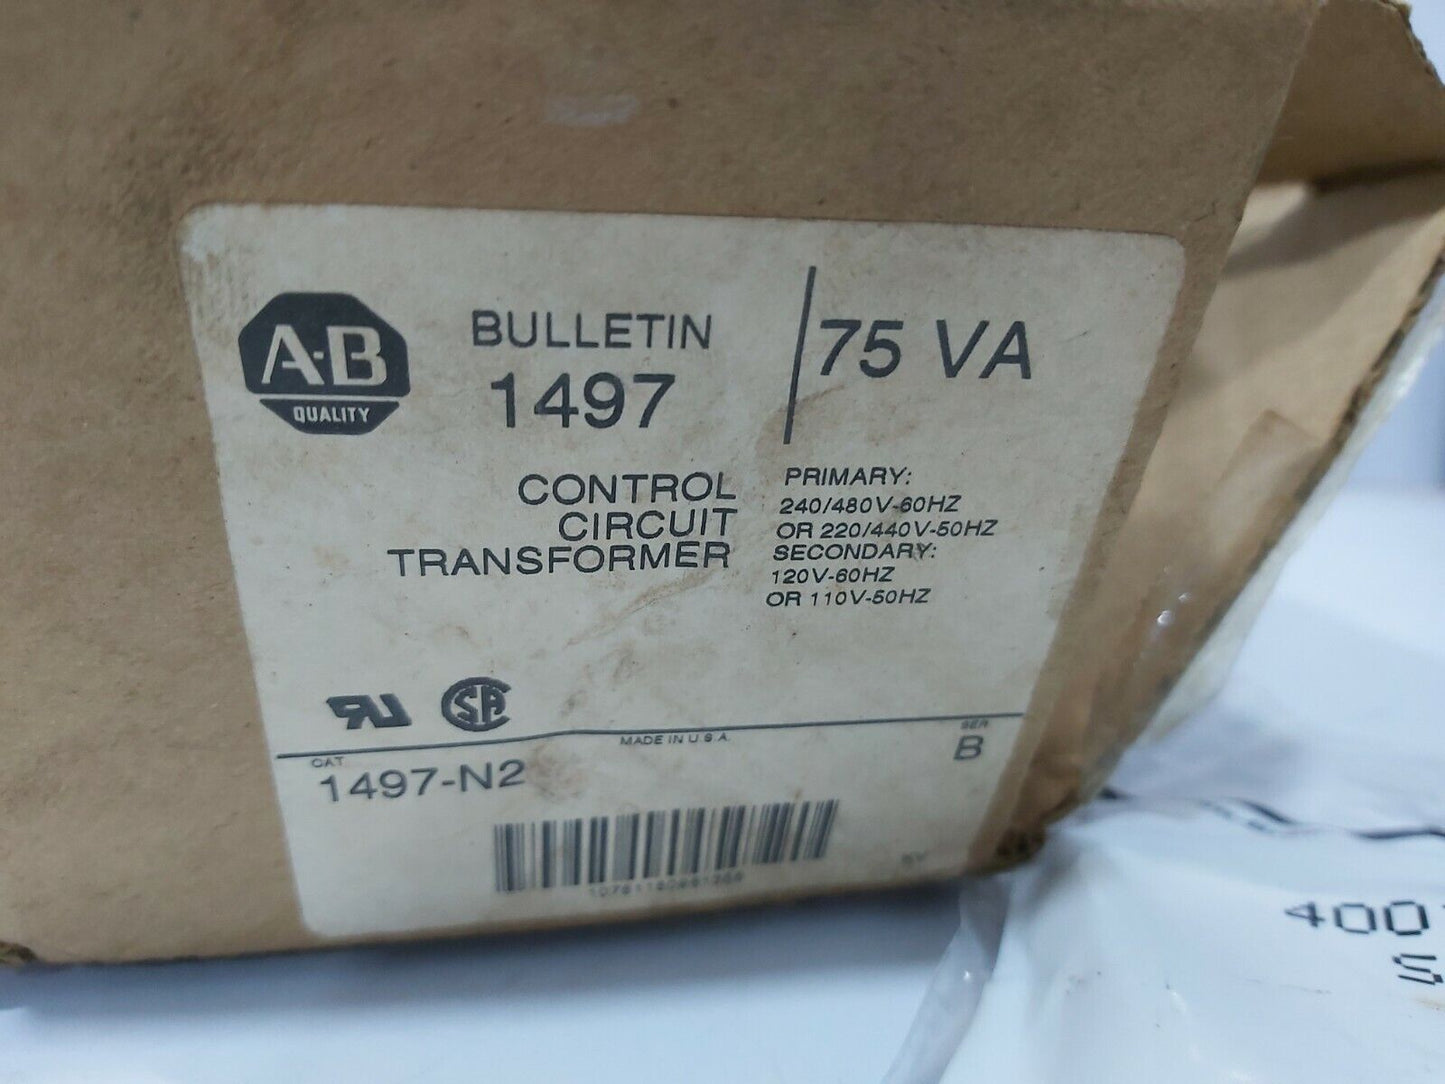 A-B
QUALITY
BULLETIN
1497
75 VA
CONTROL
CIRCUIT
TRANSFORMER
PRIMARY:
240/480V-60HZ
OR 220/440V-50HZ
SECONDARY:
120V-60HZ
OR 110V-50HZ
MADE IN U.S.A.
CAT
1497-N2
SER
B
400